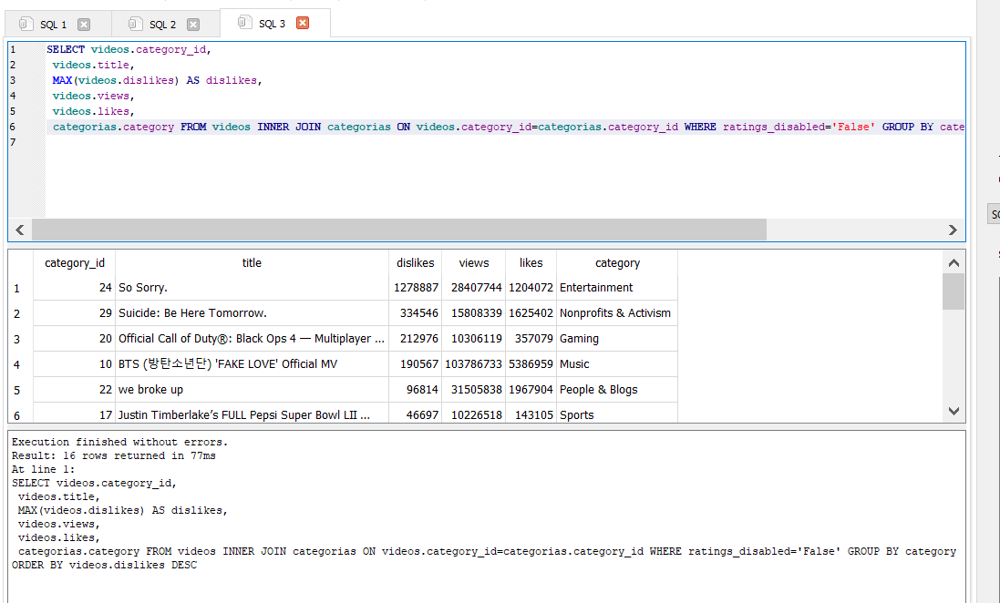 SQL 1 SQL 2 SQL 3
1 SELECT videos.category_id,
2 videos.title,
3 MAX(videos.dislikes) AS dislikes,
4 videos.views,
5 videos.likes,
6 categorias.category FROM videos INNER JOIN categorias ON videos.category_id=categorias.category_id WHERE ratings_disabled='False' GROUP BY cate
7
category_id title dislikes views likes category
1 24 So Sorry. 1278887 28407744 1204072 Entertainment
2 29 Suicide: Be Here Tomorrow. 334546 15808339 1625402 Nonprofits & Activism
3 20 Official Call of Duty®: Black Ops 4 — Multiplayer ... 212976 10306119 357079 Gaming
4 10 BTS (방탄소년단) 'FAKE LOVE' Official MV 190567 103786733 5386959 Music
5 22 we broke up 96814 31505838 1967904 People & Blogs
6 17 Justin Timberlake’s FULL Pepsi Super Bowl LII ... 46697 10226518 143105 Sports
Execution finished without errors.
Result: 16 rows returned in 77ms
At line 1:
SELECT videos.category_id,
videos.title,
MAX(videos.dislikes) AS dislikes,
videos.views,
videos.likes,
categorias.category FROM videos INNER JOIN categorias ON videos.category_id=categorias.category_id WHERE ratings_disabled='False' GROUP BY category
ORDER BY videos.dislikes DESC